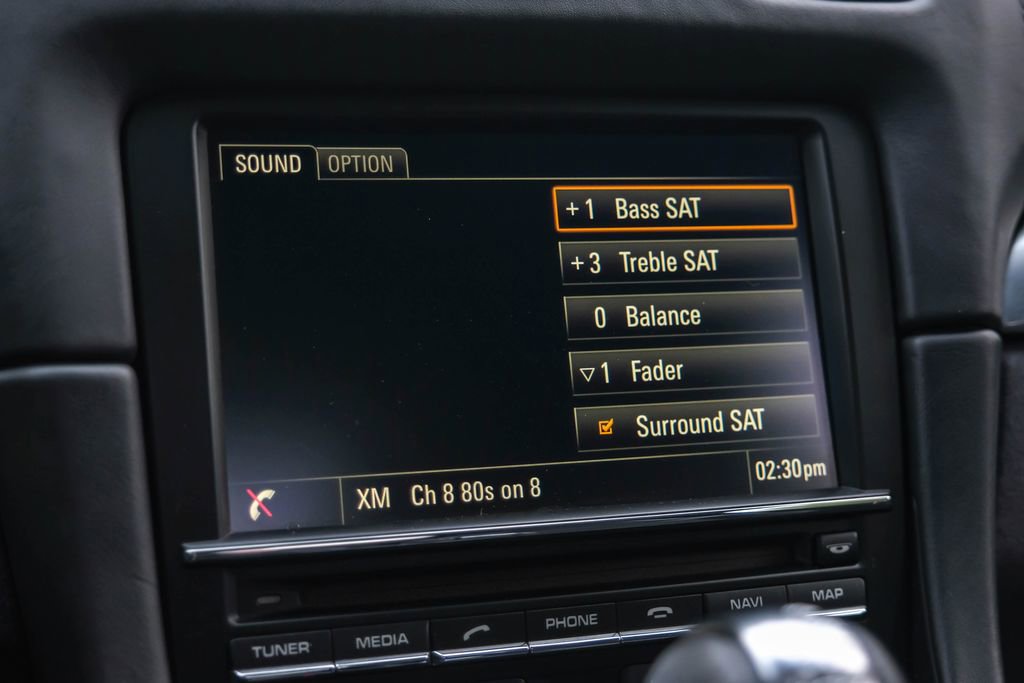 SOUND OPTION
+1 Bass SAT
+3 Treble SAT
0 Balance
▽1 Fader
Surround SAT
XM Ch 8 80s on 8 02:30pm
TUNER MEDIA PHONE NAVI MAP